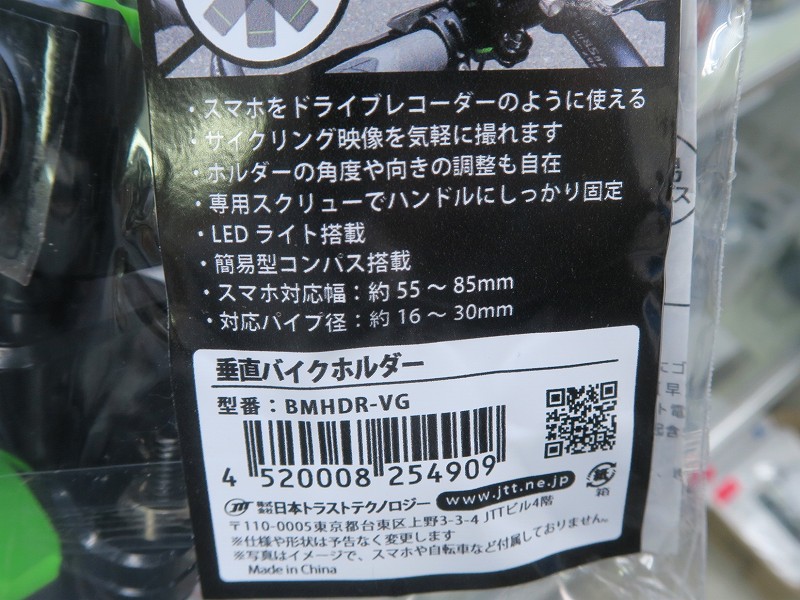 ・スマホをドライブレコーダーのように使える
・サイクリング映像を気軽に撮れます
・ホルダーの角度や向きの調整も自在
・専用スクリューでハンドルにしっかり固定
・LED ライト搭載
・簡易型コンパス搭載
・スマホ対応幅：約 55 ～ 85mm
・対応パイプ径：約 16 ～ 30mm
垂直バイクホルダー
型番：BMHDR-VG
4 520008 254909
JTT 株式会社 日本トラストテクノロジー www.jtt.ne.jp
紙
箱
〒110-0005東京都台東区上野3-3-4 JTTビル4階
※仕様や形状は予告なく変更します
※写真はイメージで、スマホや自転車など付属しておりません。
Made in China